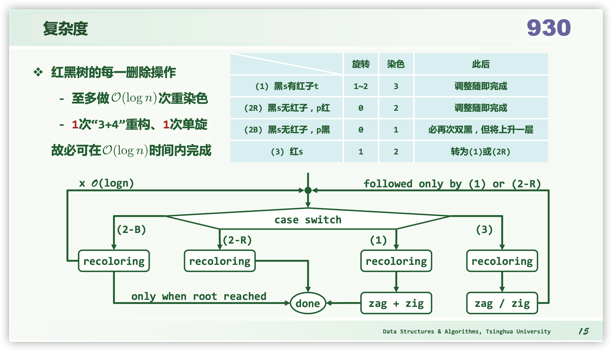 复杂度
930
❖ 红黑树的每一删除操作
- 至多做 O(log n) 次重染色
- 1次“3+4”重构、1次单旋
故必可在 O(log n) 时间内完成
旋转 染色 此后
(1) 黑s有红子t 1~2 3 调整随即完成
(2R) 黑s无红子，p红 0 2 调整随即完成
(2B) 黑s无红子，p黑 0 1 必再次双黑，但将上升一层
(3) 红s 1 2 转为(1)或(2R)
x O(logn)
followed only by (1) or (2-R)
case switch
(2-B) (2-R) (1) (3)
recoloring recoloring recoloring recoloring
only when root reached
done
zag + zig
zag / zig
Data Structures & Algorithms, Tsinghua University
15